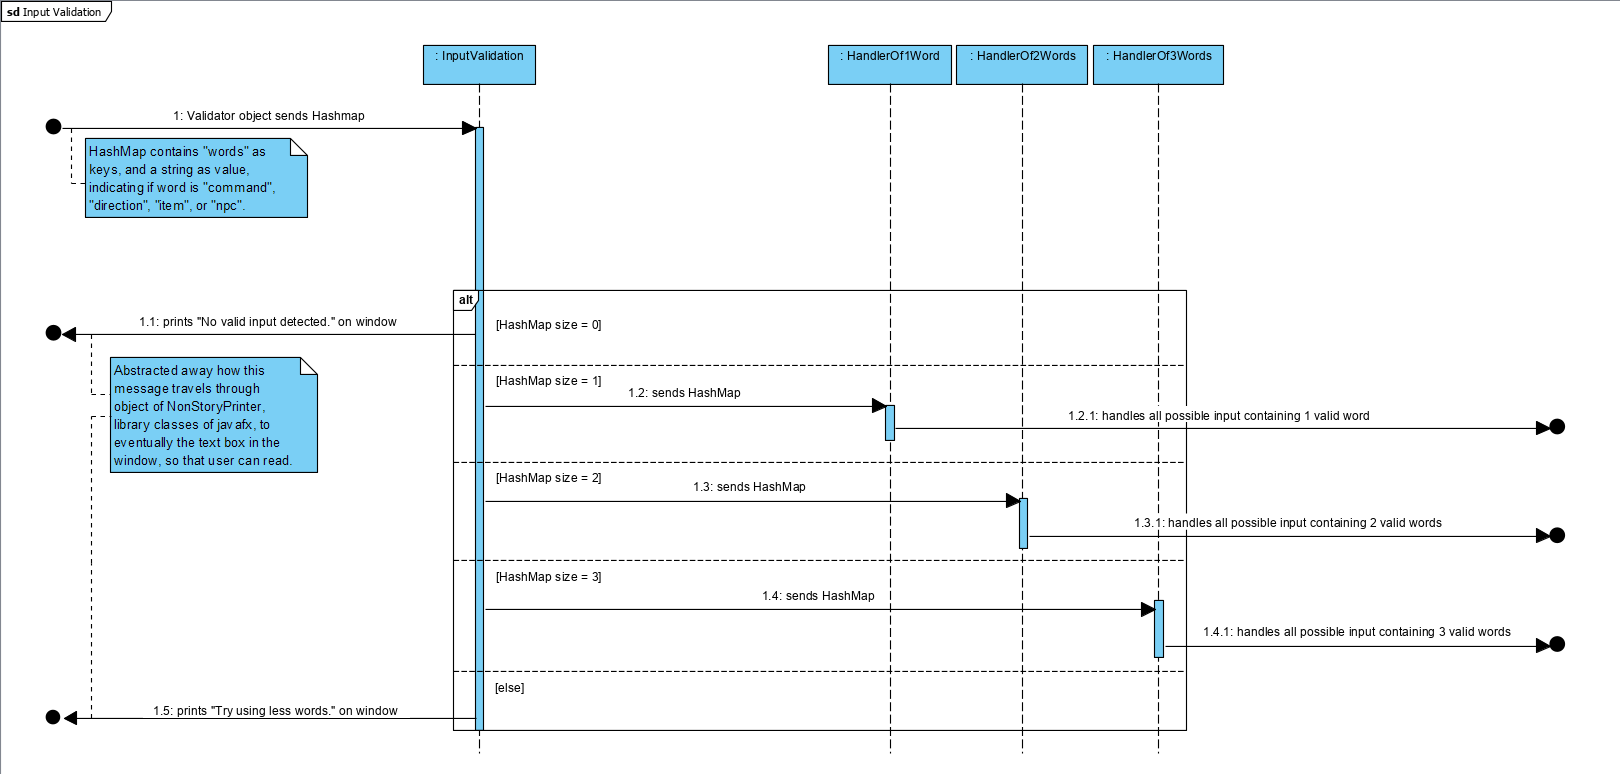 sd Input Validation
: InputValidation
: HandlerOf1Word
: HandlerOf2Words
: HandlerOf3Words
1: Validator object sends Hashmap
HashMap contains "words" as
keys, and a string as value,
indicating if word is "command",
"direction", "item", or "npc".
alt
1.1: prints "No valid input detected." on window
[HashMap size = 0]
Abstracted away how this
message travels through
object of NonStoryPrinter,
library classes of javafx, to
eventually the text box in the
window, so that user can read.
[HashMap size = 1]
1.2: sends HashMap
1.2.1: handles all possible input containing 1 valid word
[HashMap size = 2]
1.3: sends HashMap
1.3.1: handles all possible input containing 2 valid words
[HashMap size = 3]
1.4: sends HashMap
1.4.1: handles all possible input containing 3 valid words
[else]
1.5: prints "Try using less words." on window